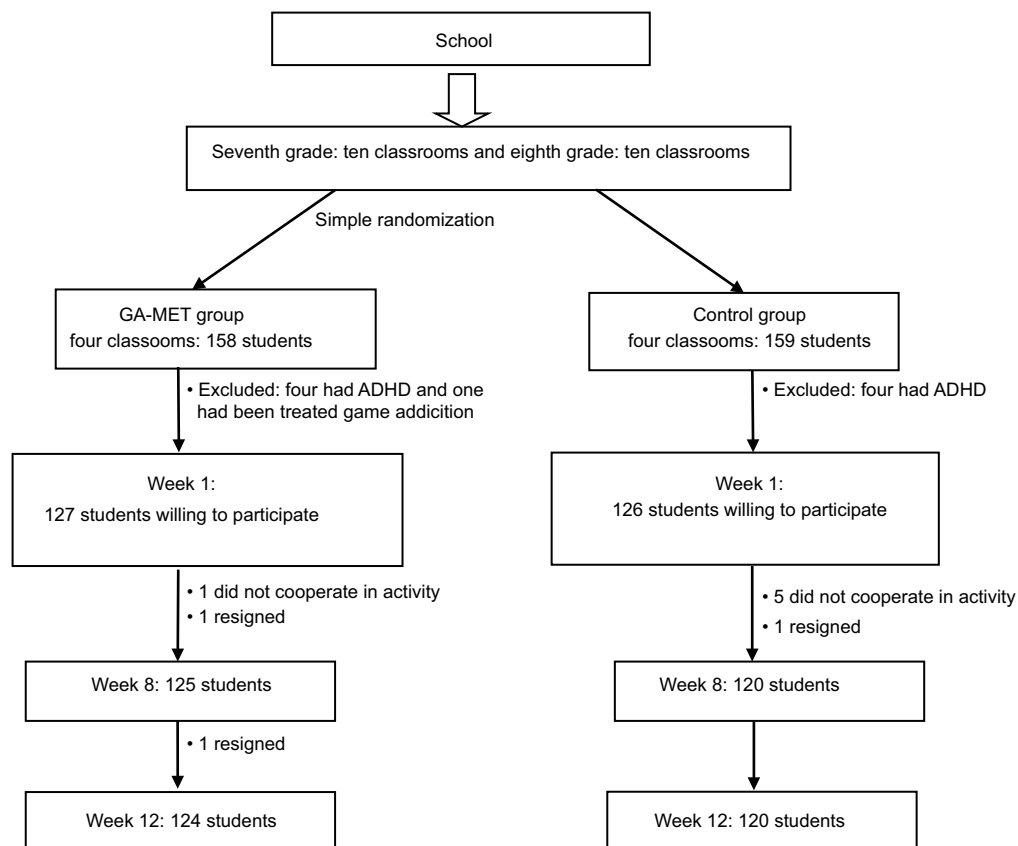 School
Seventh grade: ten classrooms and eighth grade: ten classrooms
Simple randomization
GA-MET group
four classooms: 158 students
Control group
four classooms: 159 students
• Excluded: four had ADHD and one
had been treated game addicition
• Excluded: four had ADHD
Week 1:
127 students willing to participate
Week 1:
126 students willing to participate
• 1 did not cooperate in activity
• 1 resigned
• 5 did not cooperate in activity
• 1 resigned
Week 8: 125 students
Week 8: 120 students
• 1 resigned
Week 12: 124 students
Week 12: 120 students